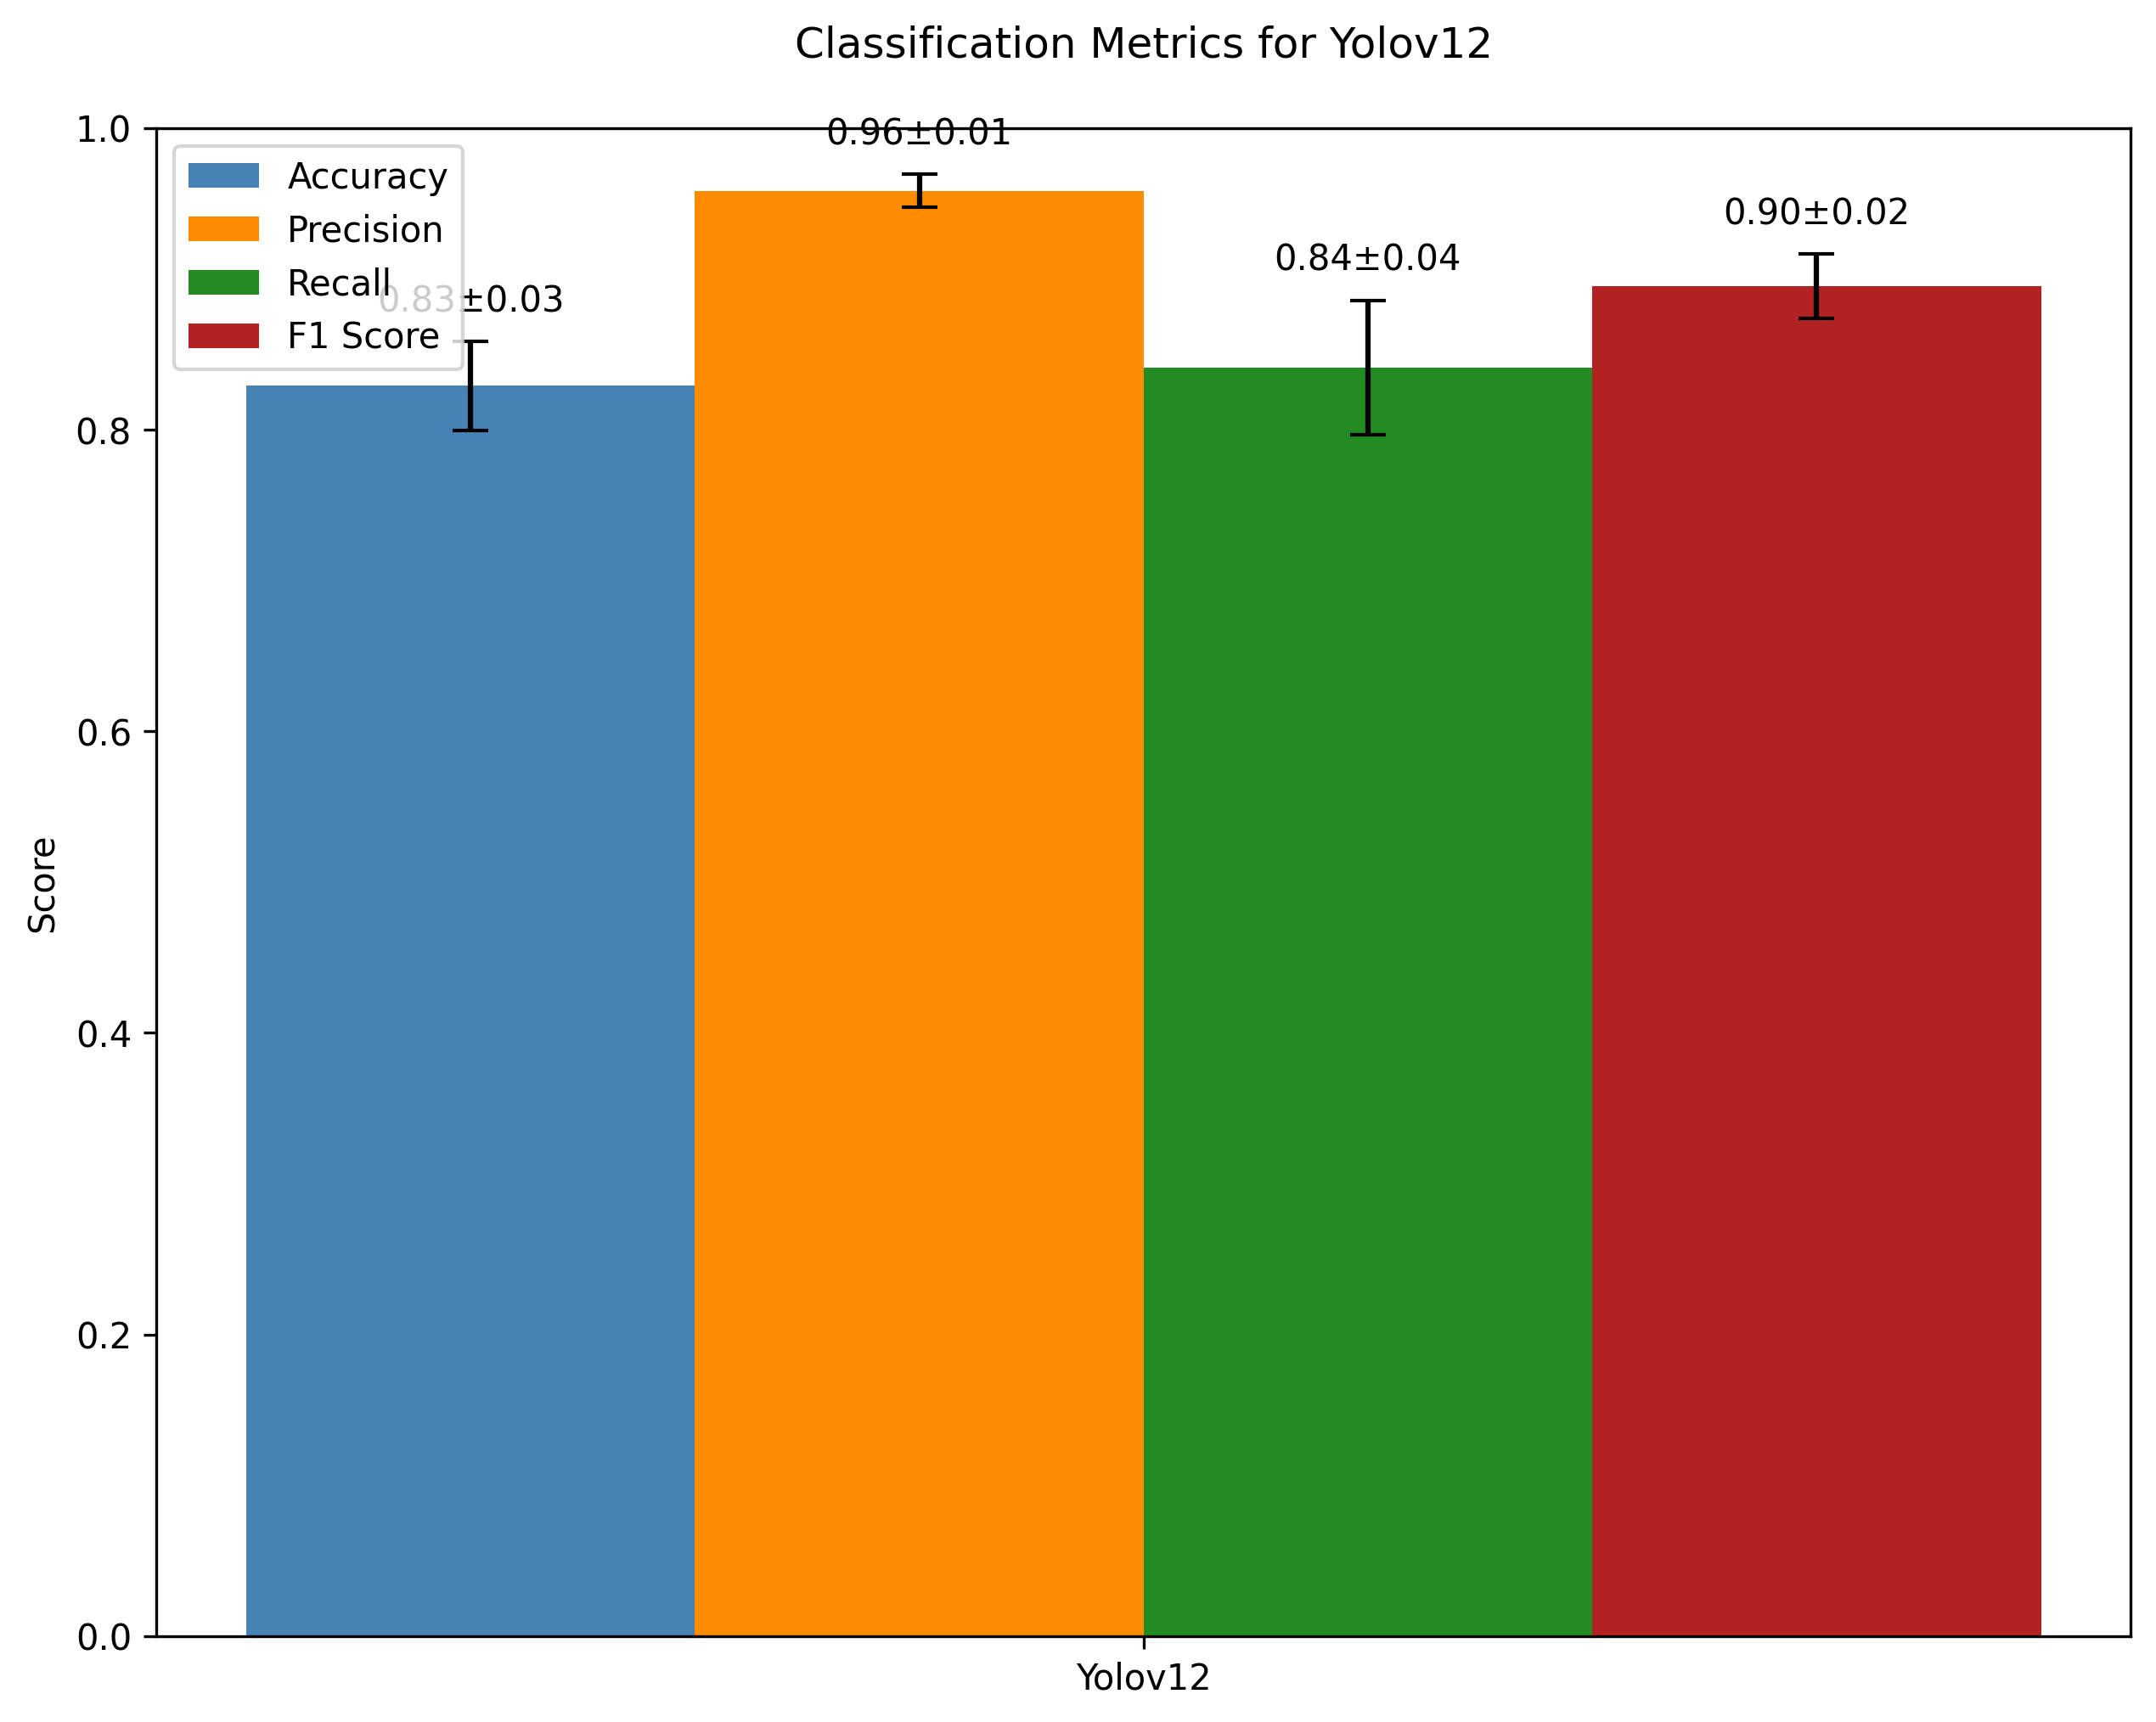 Classification Metrics for Yolov12
1.0
0.8
0.6
0.4
0.2
0.0
Score
Accuracy
Precision
Recall
F1 Score
0.83±0.03
0.96±0.01
0.84±0.04
0.90±0.02
Yolov12